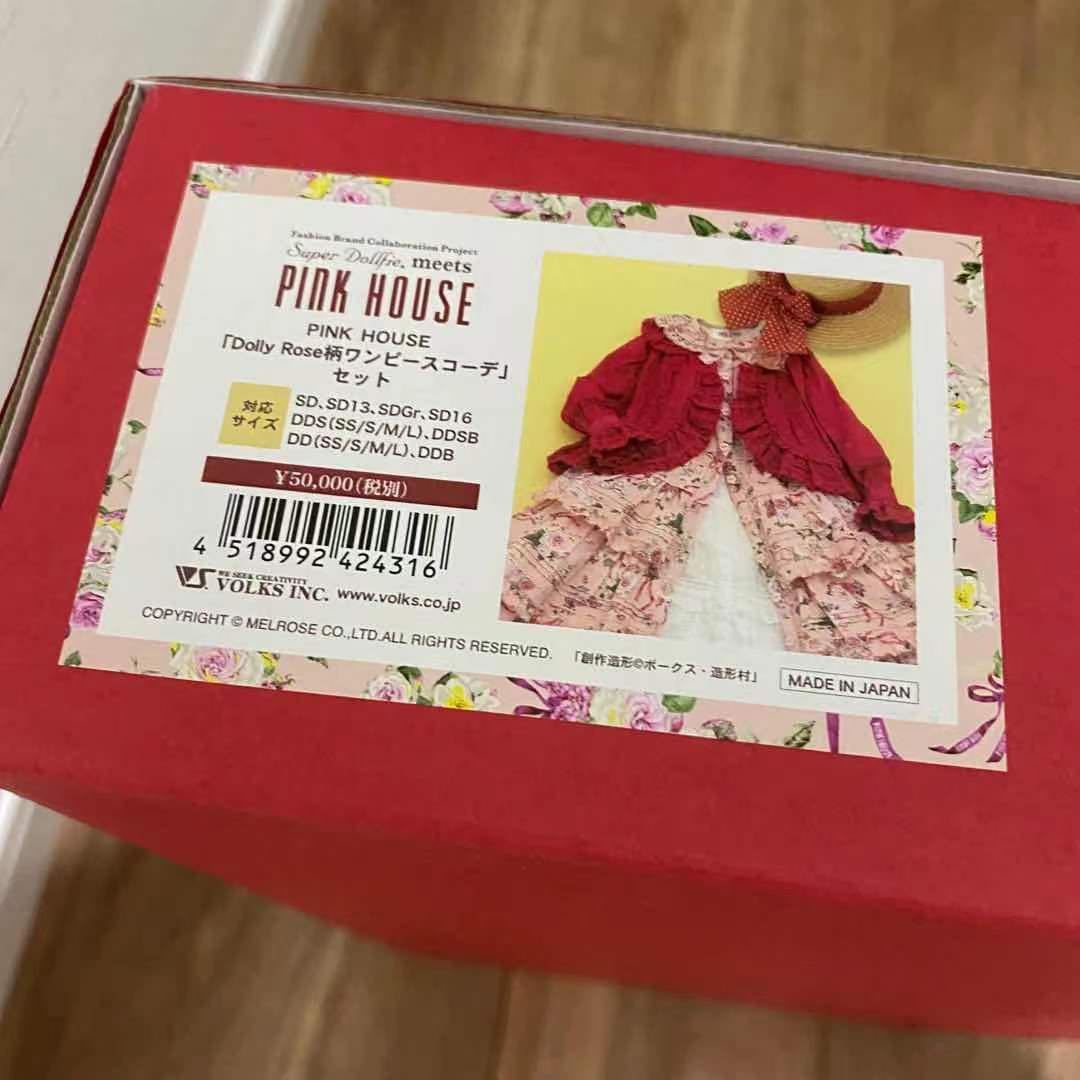 Fashion Brand Collaboration Project
Super Dollfie® meets
PINK HOUSE
PINK HOUSE
「Dolly Rose柄ワンピースコーデ」
セット
対応
サイズ
SD、SD13、SDGr、SD16
DDS(SS/S/M/L)、DDSB
DD(SS/S/M/L)、DDB
¥50,000(税別)
4 518992 424316
VS WE SEEK CREATIVITY
VOLKS INC. www.volks.co.jp
COPYRIGHT © MELROSE CO.,LTD.ALL RIGHTS RESERVED. 「創作造形©ボークス・造形村」
MADE IN JAPAN